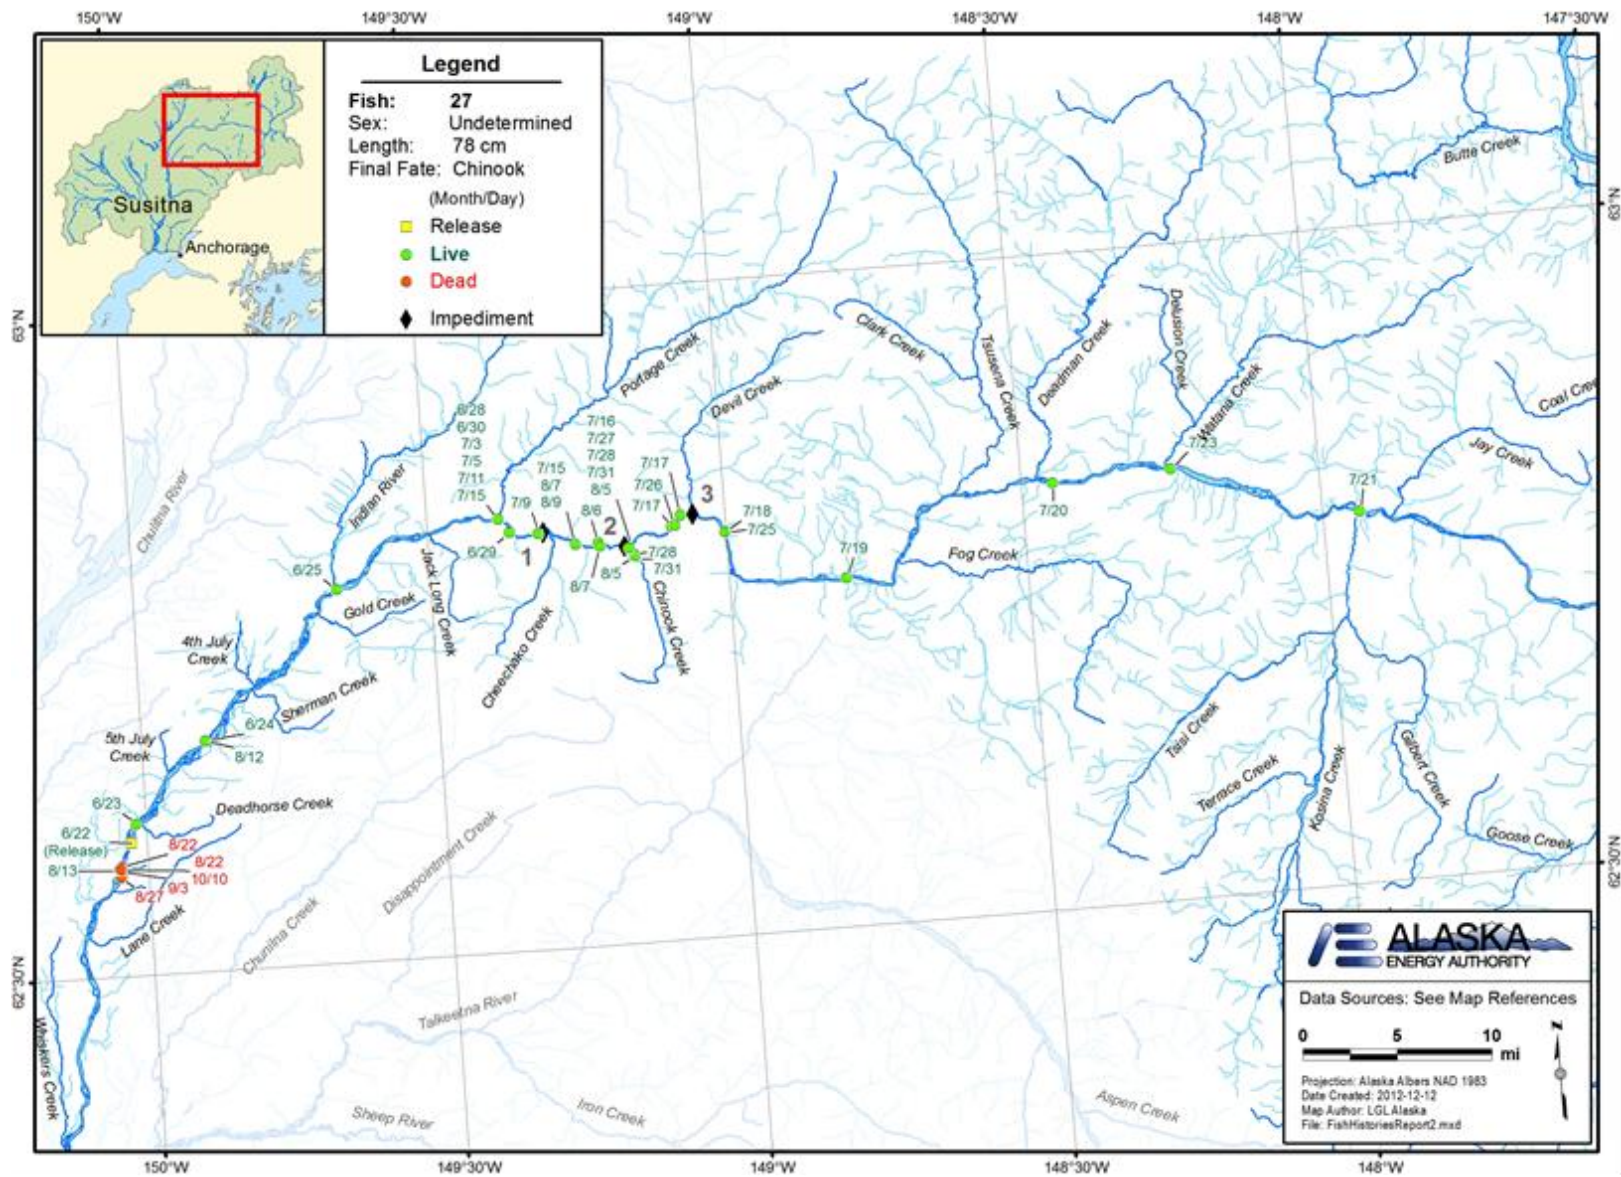 150°W
149°30'W
149°W
148°30'W
148°W
147°30'W
Legend
Fish: 27
Sex: Undetermined
Length: 78 cm
Final Fate: Chinook
(Month/Day)
Release
Live
Dead
Impediment
Susitna
Anchorage
63°N
63°N
Butte Creek
Portage Creek
Devil Creek
Clark Creek
Tsusena Creek
Deadman Creek
Delusion Creek
Watana Creek
Coal Cree
Jay Creek
Chulitna River
Indian River
6/28
6/30
7/3
7/5
7/11
7/15
7/9
7/15
8/7
8/9
7/16
7/27
7/28
7/31
8/5
8/6
7/17
7/26
7/17
3
7/18
7/25
7/23
7/20
7/21
7/19
6/29
1
2
8/7
8/5
7/28
7/31
6/25
Jack Long Creek
Gold Creek
Cheechako Creek
Chinook Creek
Fog Creek
4th July
Creek
Sherman Creek
6/24
8/12
5th July
Creek
6/23
Deadhorse Creek
6/22
(Release)
8/13
8/22
8/22
10/10
9/3
8/27
Lane Creek
Chunilna Creek
Disappointment Creek
Tsisi Creek
Terrace Creek
Kosina Creek
Gilbert Creek
Goose Creek
62°30'N
62°30'N
Whiskers Creek
Talkeetna River
Sheep River
Iron Creek
Aspen Creek
ALASKA
ENERGY AUTHORITY
Data Sources: See Map References
0 5 10
mi
N
Projection: Alaska Albers NAD 1983
Date Created: 2012-12-12
Map Author: LGL Alaska
File: FishHistoriesReport2.mxd
150°W
149°30'W
149°W
148°30'W
148°W